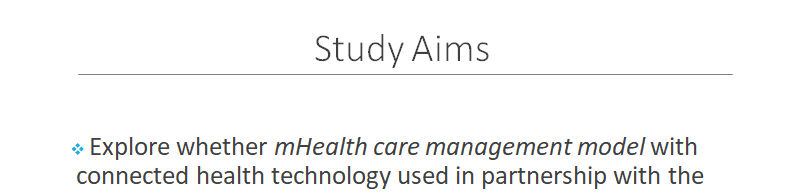 Study Aims
❖ Explore whether mHealth care management model with
connected health technology used in partnership with the